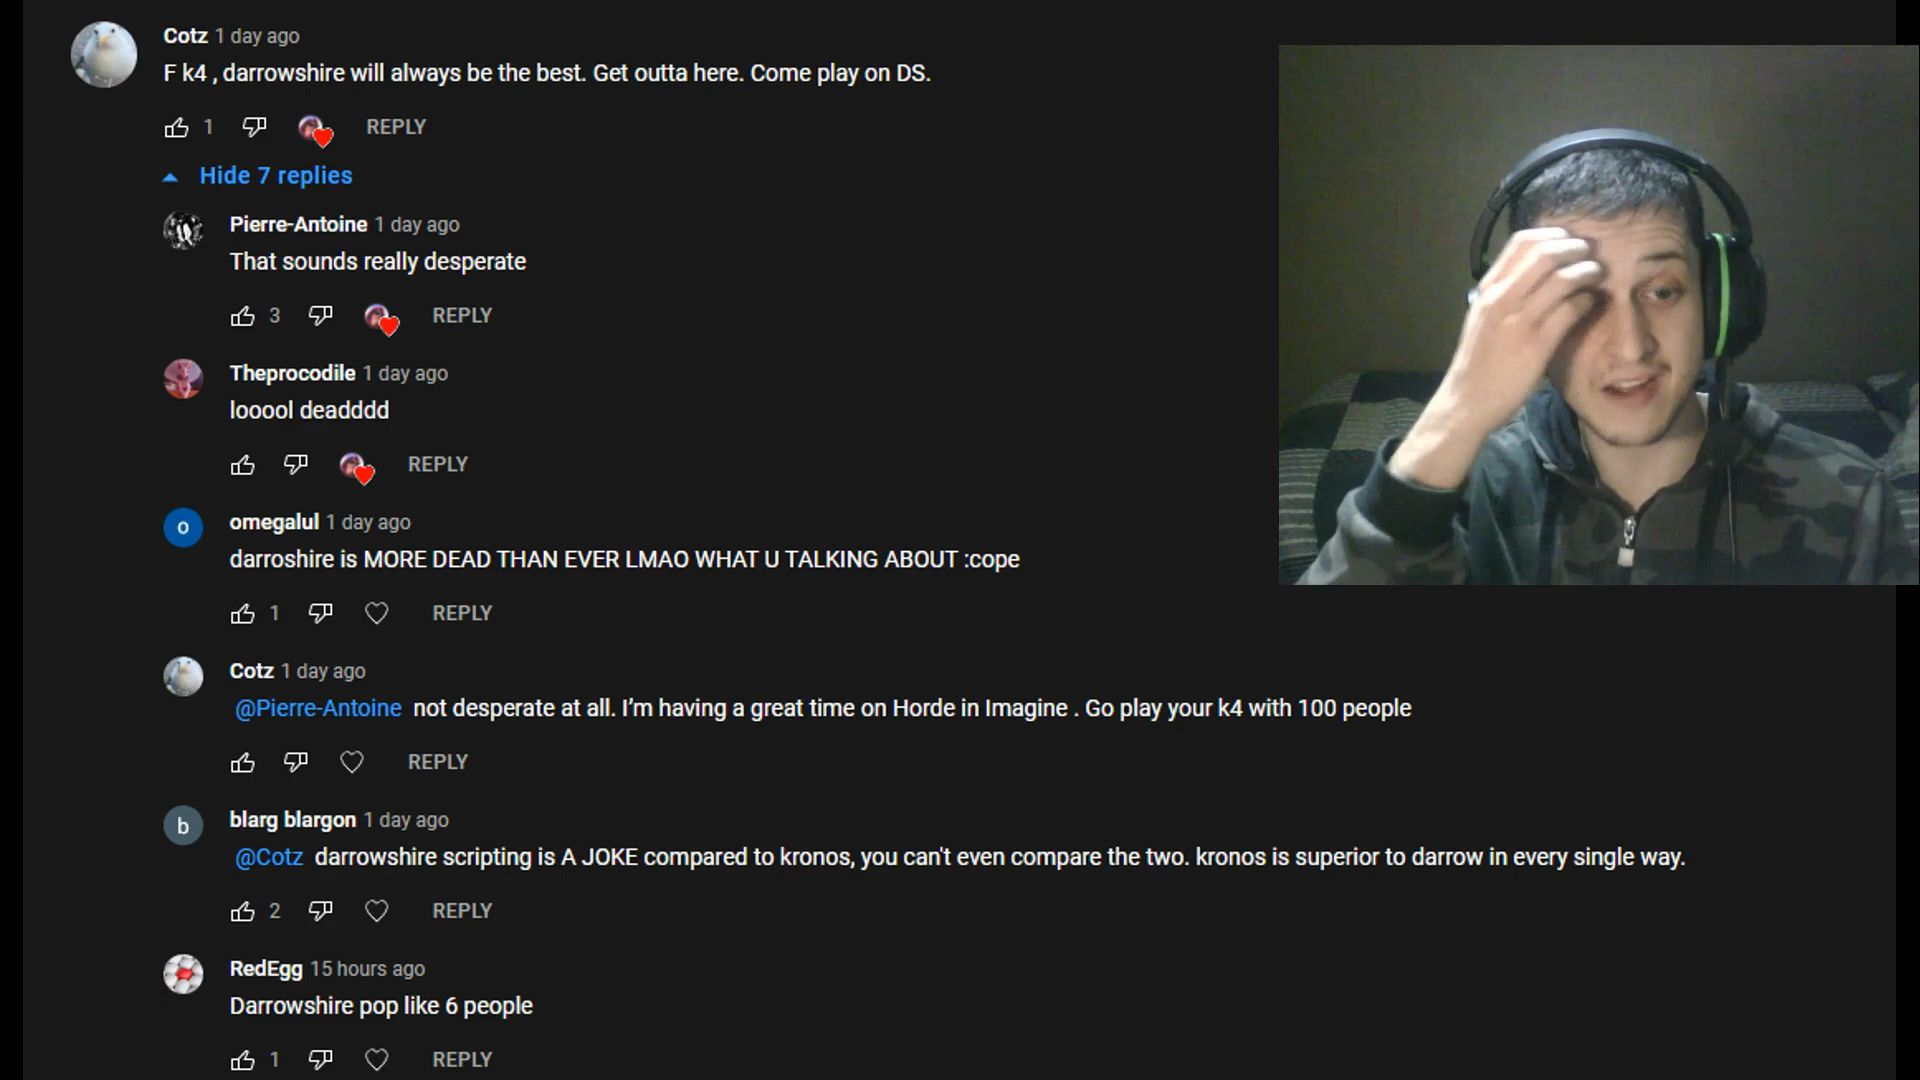 Cotz 1 day ago
F k4 , darrowshire will always be the best. Get outta here. Come play on DS.
1 REPLY
Hide 7 replies
Pierre-Antoine 1 day ago
That sounds really desperate
3 REPLY
Theprocodile 1 day ago
looool deadddd
REPLY
o
omegalul 1 day ago
darroshire is MORE DEAD THAN EVER LMAO WHAT U TALKING ABOUT :cope
1 REPLY
Cotz 1 day ago
@Pierre-Antoine not desperate at all. I'm having a great time on Horde in Imagine . Go play your k4 with 100 people
REPLY
b
blarg blargon 1 day ago
@Cotz darrowshire scripting is A JOKE compared to kronos, you can't even compare the two. kronos is superior to darrow in every single way.
2 REPLY
RedEgg 15 hours ago
Darrowshire pop like 6 people
1 REPLY